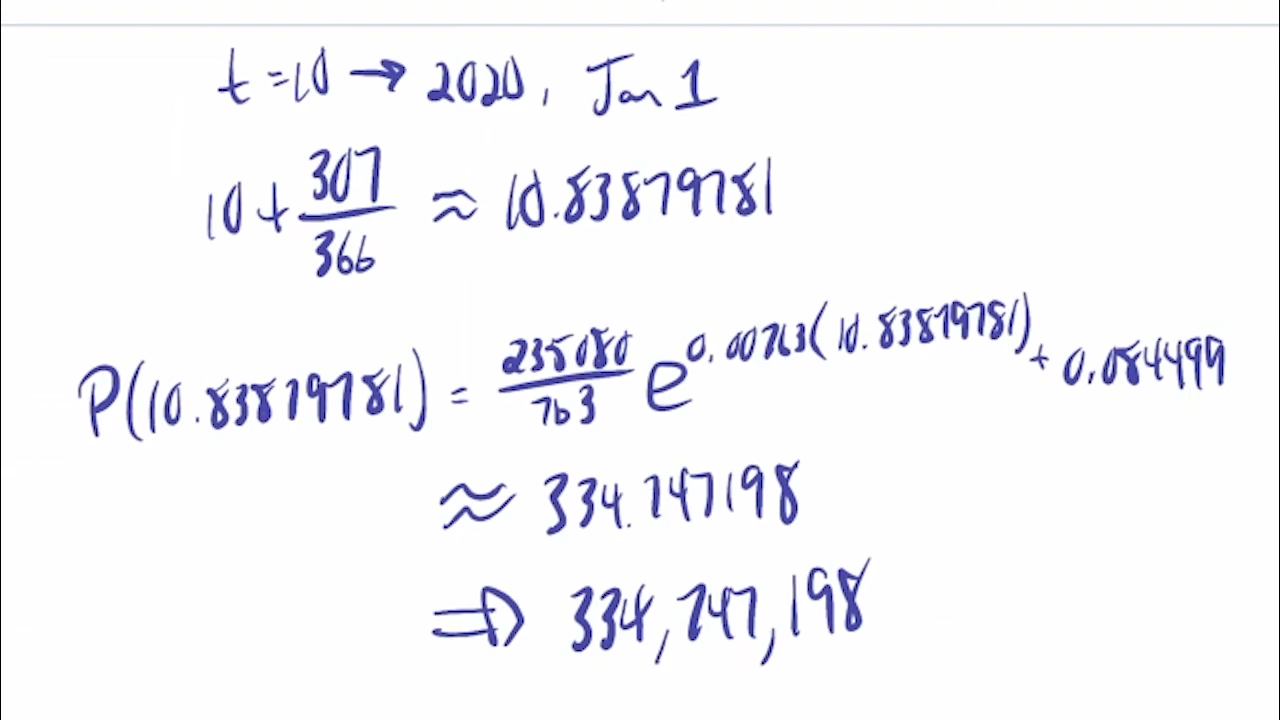 t = 10 → 2020, Jan 1
10 + 307/366 ≈ 10.83879781
P(10.83879781) = 235080/763 e^0.00763(10.83879781) + 0.084499
≈ 334.747198
⇒ 334,747,198